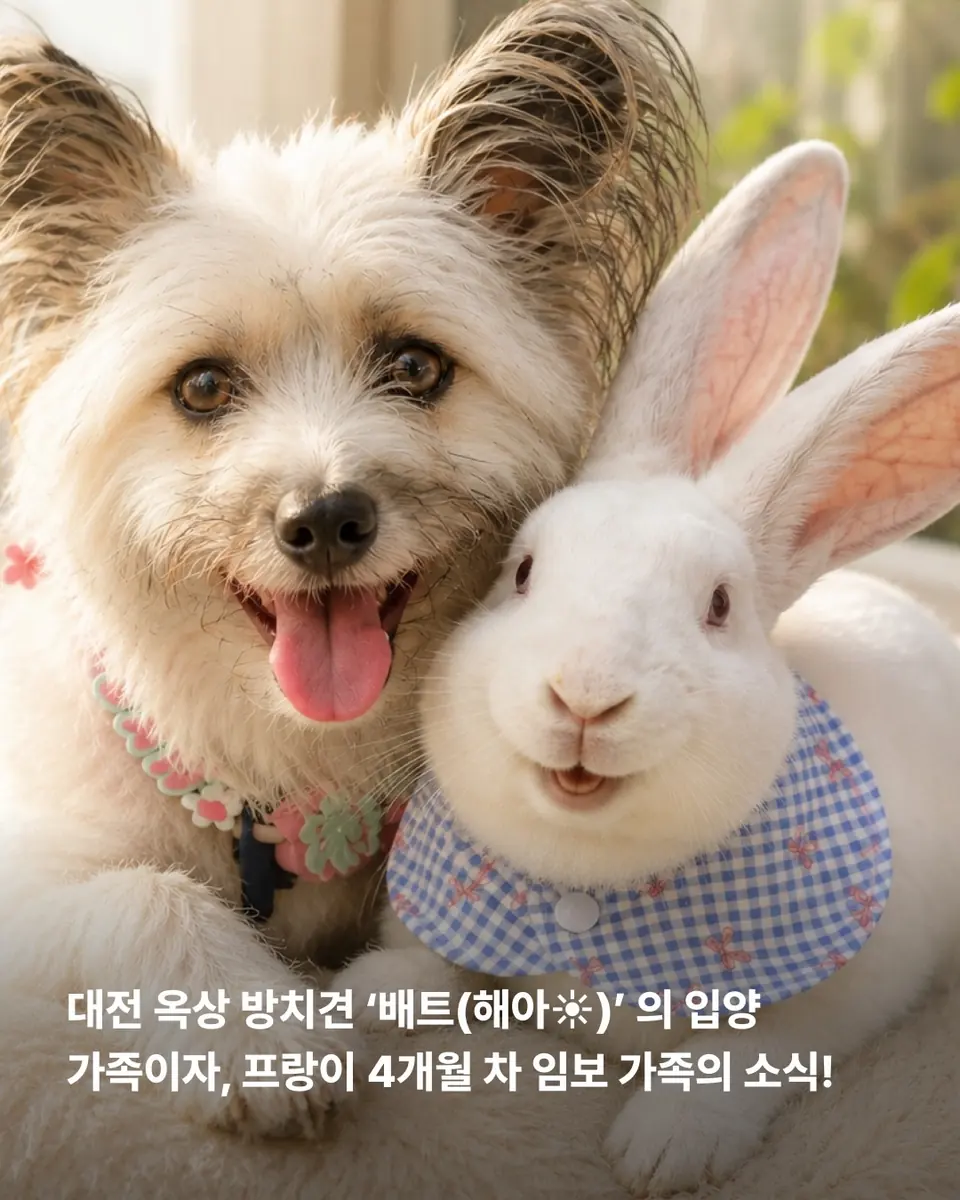 대전 옥상 방치견 ‘배트(해아☀)’ 의 입양
가족이자, 프랑이 4개월 차 임보 가족의 소식!